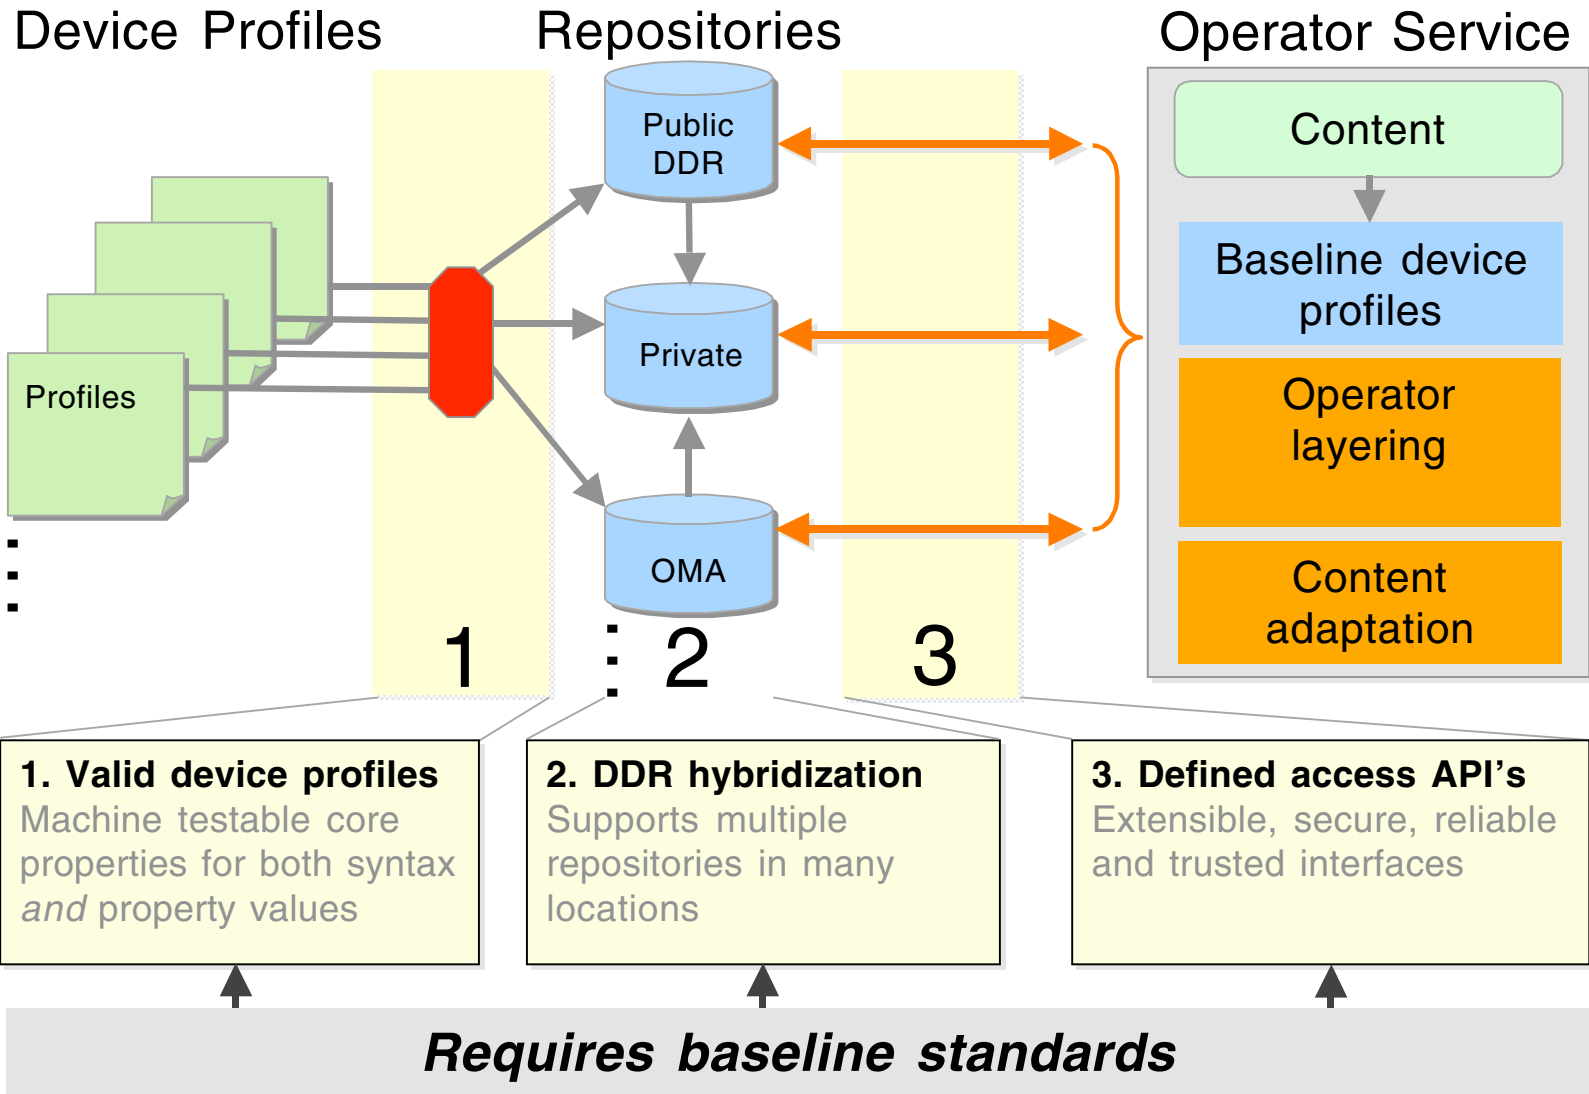 Device Profiles
Repositories
Operator Service
Public
DDR
Content
Baseline device
profiles
Private
Profiles
Operator
layering
OMA
Content
adaptation
1
2
3
1. Valid device profiles
Machine testable core
properties for both syntax
and property values
2. DDR hybridization
Supports multiple
repositories in many
locations
3. Defined access API's
Extensible, secure, reliable
and trusted interfaces
Requires baseline standards